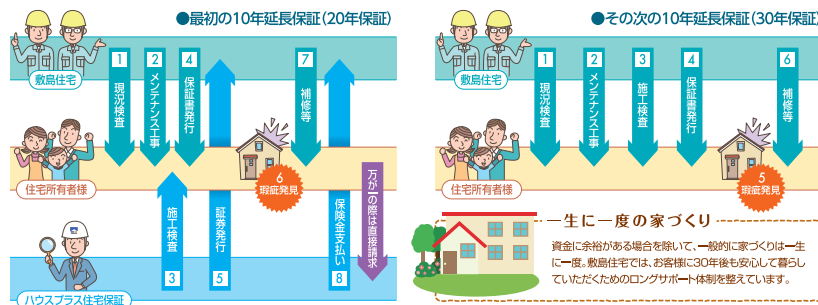 ●最初の10年延長保証(20年保証)
敷島住宅
1 現況検査
2 メンテナンス工事
4 保証書発行
7 補修等
住宅所有者様
6
瑕疵発見
施工検査 3
証券発行 5
保険金支払い 8
万が一の際は直接請求
ハウスプラス住宅保証
●その次の10年延長保証(30年保証)
敷島住宅
1 現況検査
2 メンテナンス工事
3 施工検査
4 保証書発行
6 補修等
住宅所有者様
5
瑕疵発見
一生に一度の家づくり
資金に余裕がある場合を除いて、一般的に家づくりは一生
に一度。敷島住宅では、お客様に30年後も安心して暮らし
ていただくためのロングサポート体制を整えています。